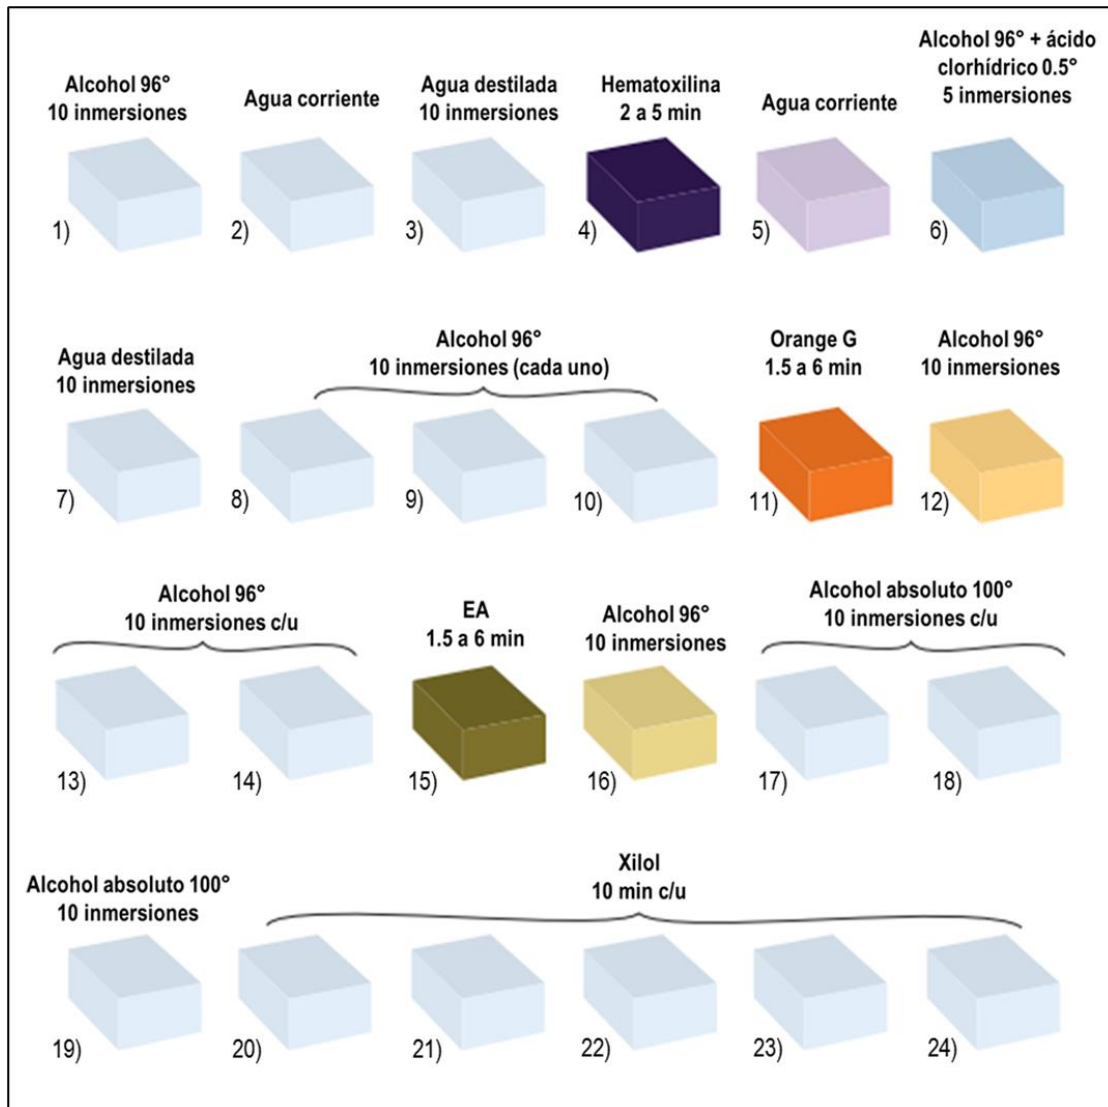 Alcohol 96°
10 inmersiones
Agua corriente
Agua destilada
10 inmersiones
Hematoxilina
2 a 5 min
Agua corriente
Alcohol 96° + ácido
clorhídrico 0.5°
5 inmersiones
1)
2)
3)
4)
5)
6)
Agua destilada
10 inmersiones
Alcohol 96°
10 inmersiones (cada uno)
Orange G
1.5 a 6 min
Alcohol 96°
10 inmersiones
7)
8)
9)
10)
11)
12)
Alcohol 96°
10 inmersiones c/u
EA
1.5 a 6 min
Alcohol 96°
10 inmersiones
Alcohol absoluto 100°
10 inmersiones c/u
13)
14)
15)
16)
17)
18)
Alcohol absoluto 100°
10 inmersiones
Xilol
10 min c/u
19)
20)
21)
22)
23)
24)